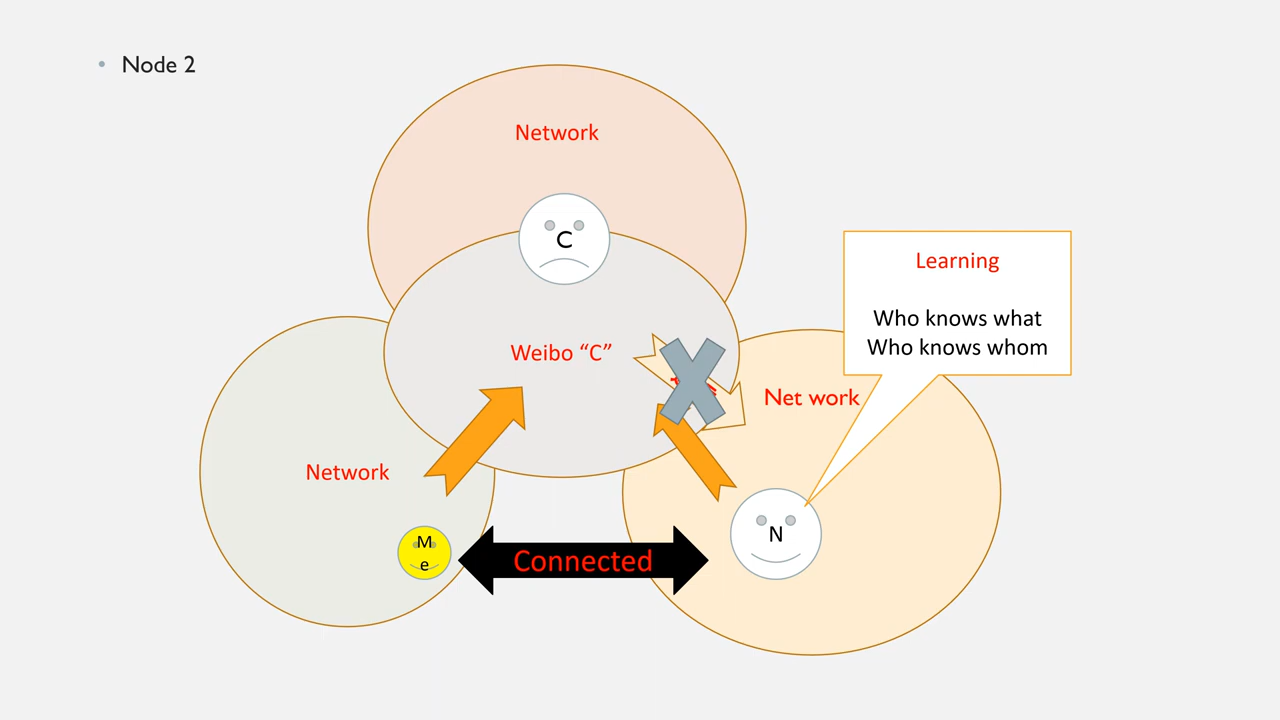 Node 2
Network
C
Learning
Who knows what
Who knows whom
Weibo “C”
Net work
Network
M
e
N
Connected